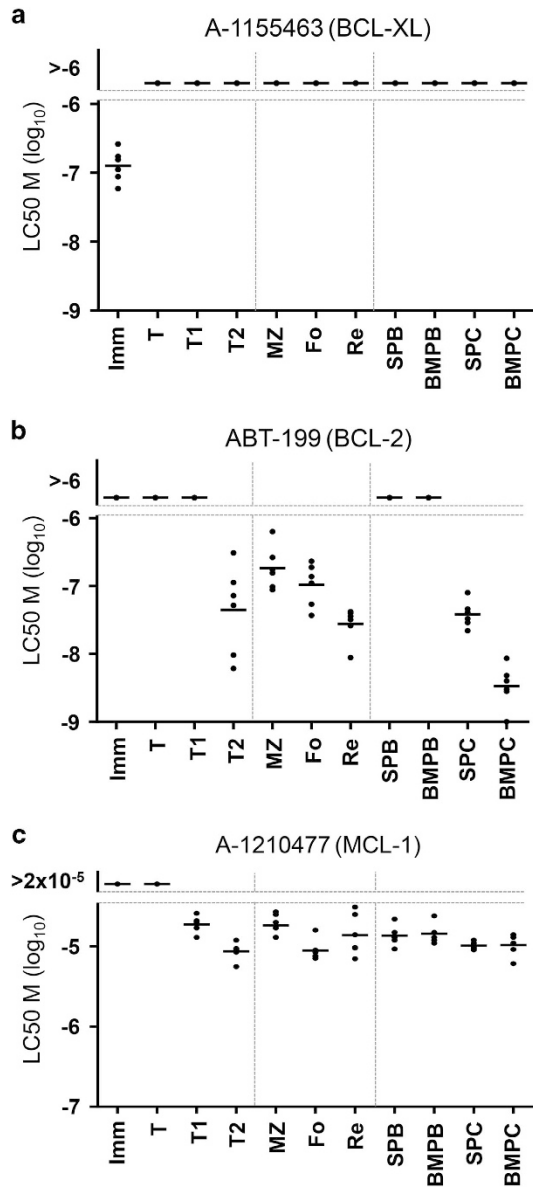 a
A-1155463 (BCL-XL)
>-6
-6
-7
-8
-9
LC50 M (log10)
Imm T T1 T2 MZ Fo Re SPB BMPB SPC BMPC
b
ABT-199 (BCL-2)
>-6
-6
-7
-8
-9
LC50 M (log10)
Imm T T1 T2 MZ Fo Re SPB BMPB SPC BMPC
c
A-1210477 (MCL-1)
>2x10-5
-5
-6
-7
LC50 M (log10)
Imm T T1 T2 MZ Fo Re SPB BMPB SPC BMPC